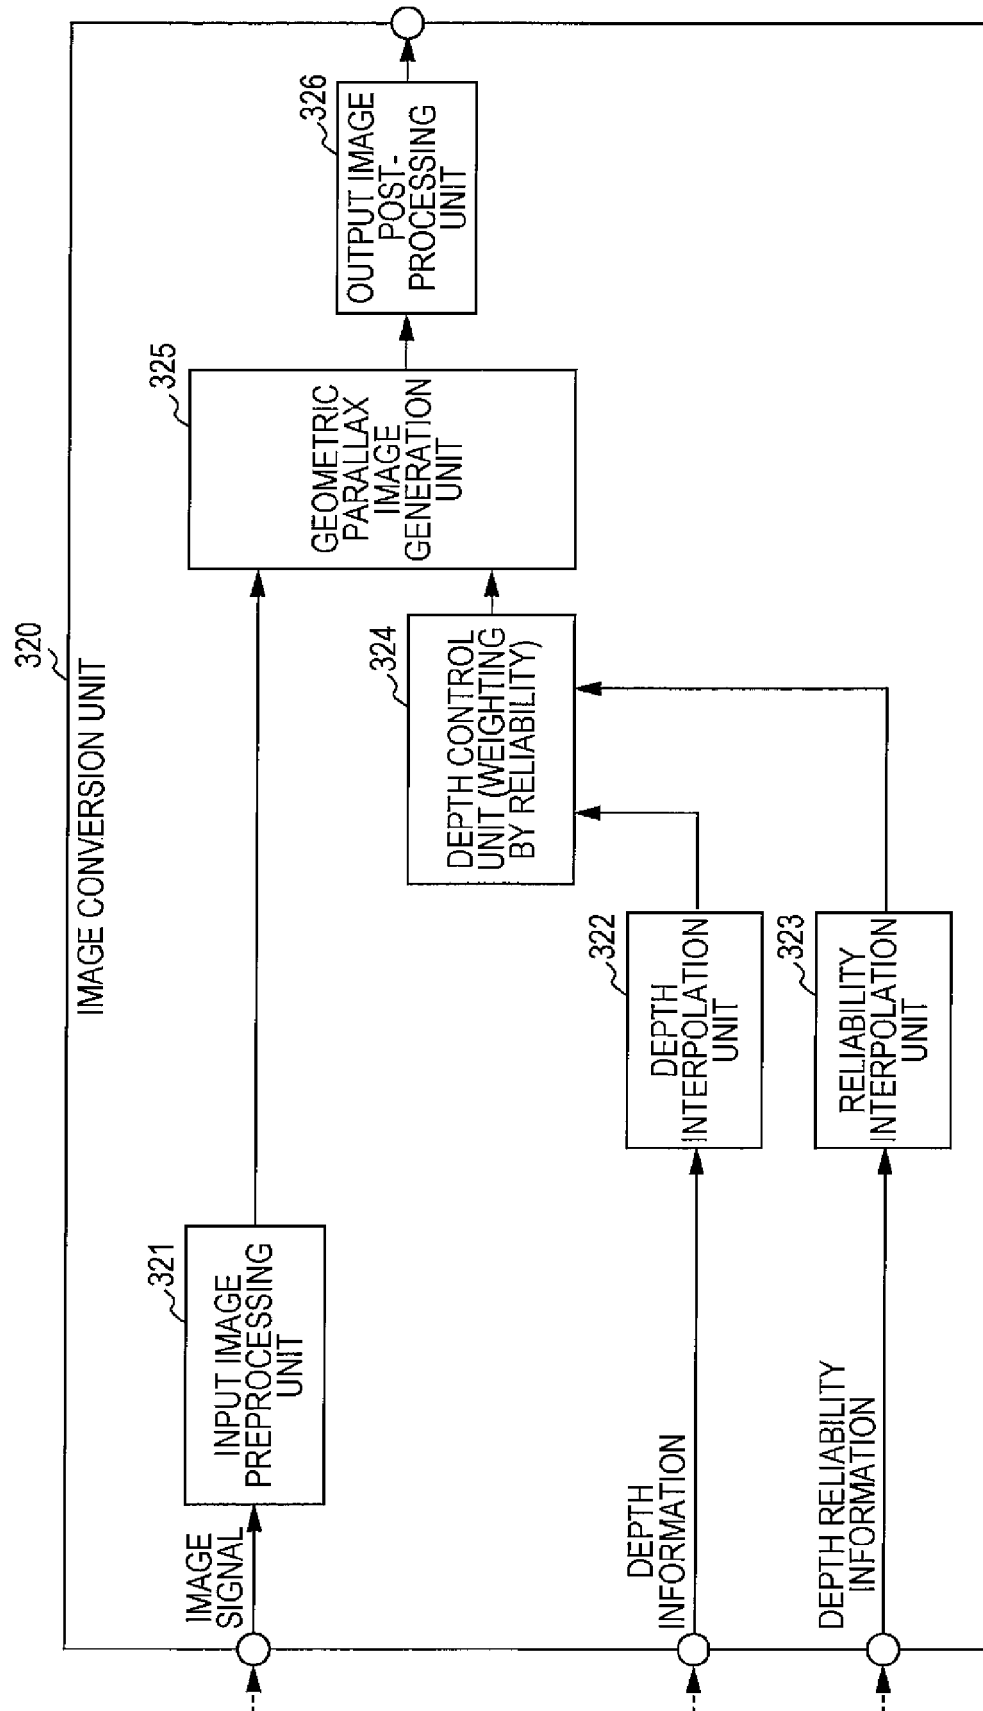 320
IMAGE CONVERSION UNIT
IMAGE
SIGNAL
321
INPUT IMAGE
PREPROCESSING
UNIT
DEPTH
INFORMATION
322
DEPTH
INTERPOLATION
UNIT
DEPTH RELIABILITY
INFORMATION
323
RELIABILITY
INTERPOLATION
UNIT
324
DEPTH CONTROL
UNIT (WEIGHTING
BY RELIABILITY)
325
GEOMETRIC
PARALLAX
IMAGE
GENERATION
UNIT
326
OUTPUT IMAGE
POST-
PROCESSING
UNIT